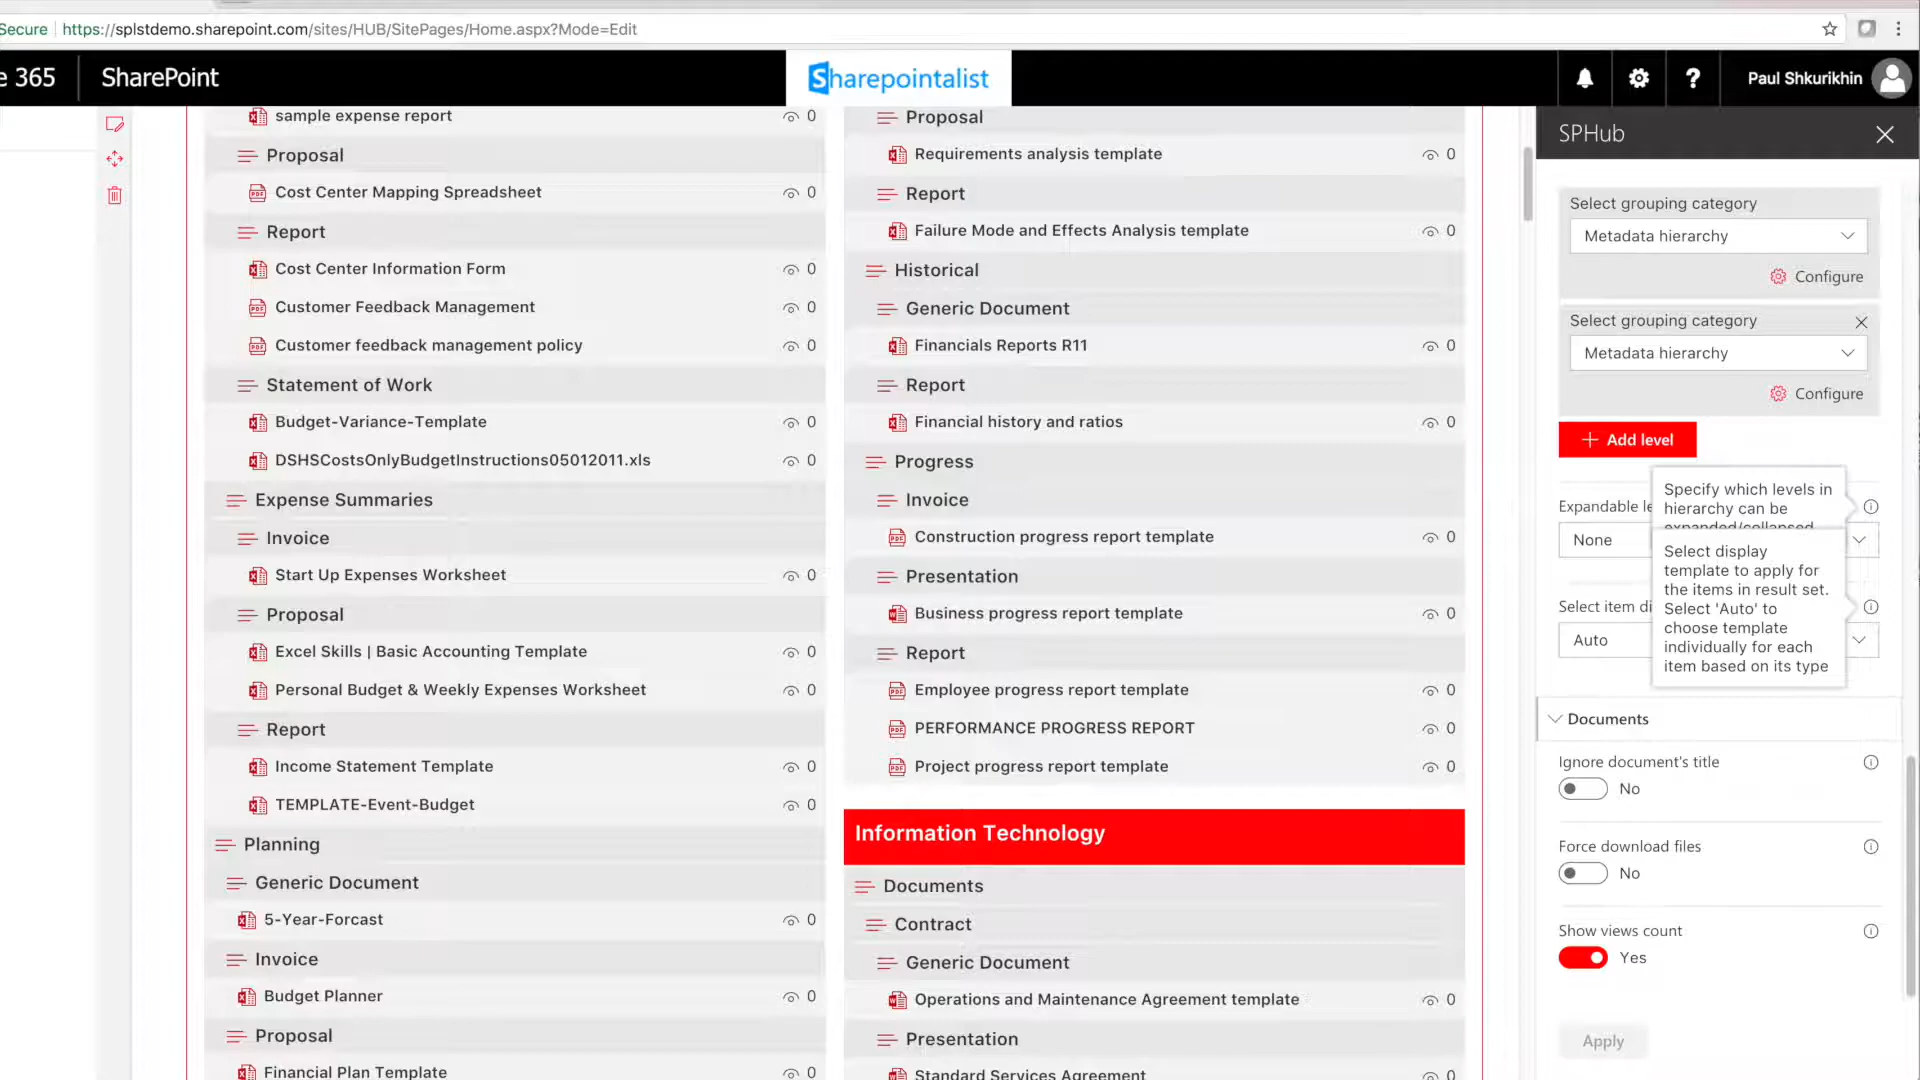 Secure
https://splstdemo.sharepoint.com/sites/HUB/SitePages/Home.aspx?Mode=Edit
e 365
SharePoint
Sharepointalist
Paul Shkurikhin
sample expense report 0
Proposal
Cost Center Mapping Spreadsheet 0
Report
Cost Center Information Form 0
Customer Feedback Management 0
Customer feedback management policy 0
Statement of Work
Budget-Variance-Template 0
DSHSCostsOnlyBudgetInstructions05012011.xls 0
Expense Summaries
Invoice
Start Up Expenses Worksheet 0
Proposal
Excel Skills | Basic Accounting Template 0
Personal Budget & Weekly Expenses Worksheet 0
Report
Income Statement Template 0
TEMPLATE-Event-Budget 0
Planning
Generic Document
5-Year-Forcast 0
Invoice
Budget Planner 0
Proposal
Financial Plan Template 0
Proposal
Requirements analysis template 0
Report
Failure Mode and Effects Analysis template 0
Historical
Generic Document
Financials Reports R11 0
Report
Financial history and ratios 0
Progress
Invoice
Construction progress report template 0
Presentation
Business progress report template 0
Report
Employee progress report template 0
PERFORMANCE PROGRESS REPORT 0
Project progress report template 0
Information Technology
Documents
Contract
Generic Document
Operations and Maintenance Agreement template 0
Presentation
Standard Services Agreement 0
SPHub
Select grouping category
Metadata hierarchy
Configure
Select grouping category
Metadata hierarchy
Configure
Add level
Specify which levels in
hierarchy can be
expanded/collapsed
Expandable le
None
Select display
template to apply for
the items in result set.
Select 'Auto' to
choose template
individually for each
item based on its type
Select item di
Auto
Documents
Ignore document's title
No
Force download files
No
Show views count
Yes
Apply